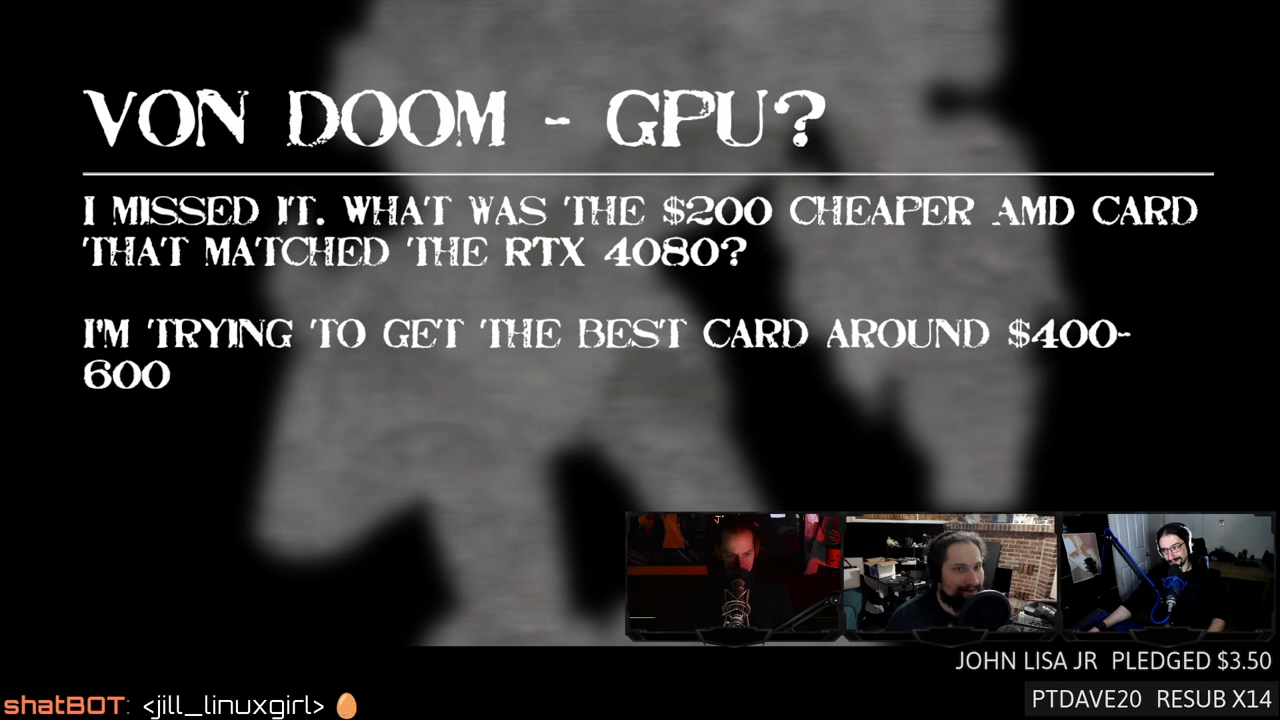 VON DOOM - GPU?
I MISSED IT. WHAT WAS THE $200 CHEAPER AMD CARD
THAT MATCHED THE RTX 4080?
I'M TRYING TO GET THE BEST CARD AROUND $400-
600
JOHN LISA JR PLEDGED $3.50
PTDAVE20 RESUB X14
shatBOT: <jill_linuxgirl> 🥚